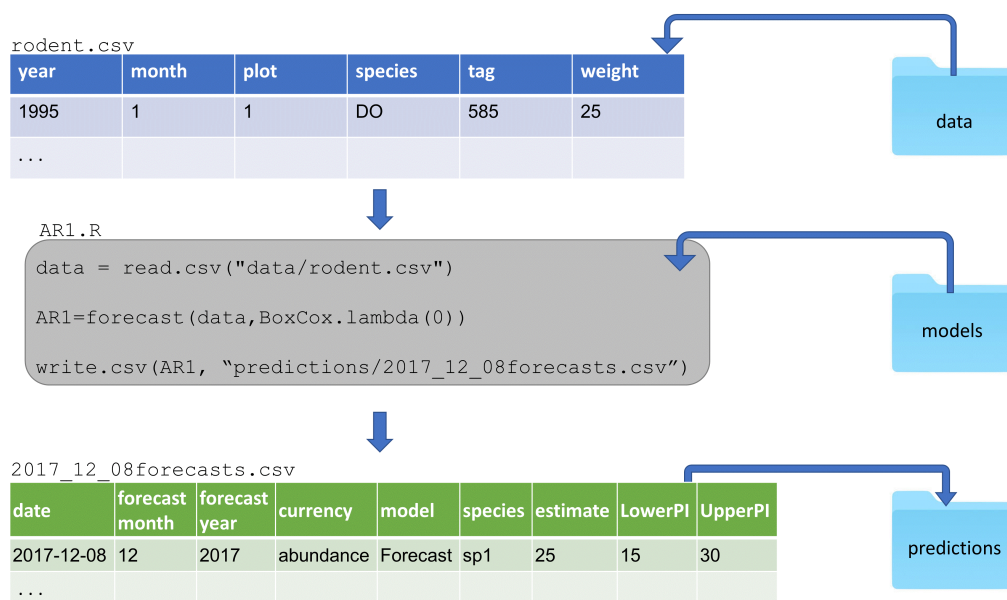 rodent.csv
year month plot species tag weight
1995 1 1 DO 585 25
...
data
AR1.R
data = read.csv("data/rodent.csv")
AR1=forecast(data,BoxCox.lambda(0))
write.csv(AR1, “predictions/2017_12_08forecasts.csv”)
models
2017_12_08forecasts.csv
date forecast month forecast year currency model species estimate LowerPI UpperPI
2017-12-08 12 2017 abundance Forecast sp1 25 15 30
...
predictions